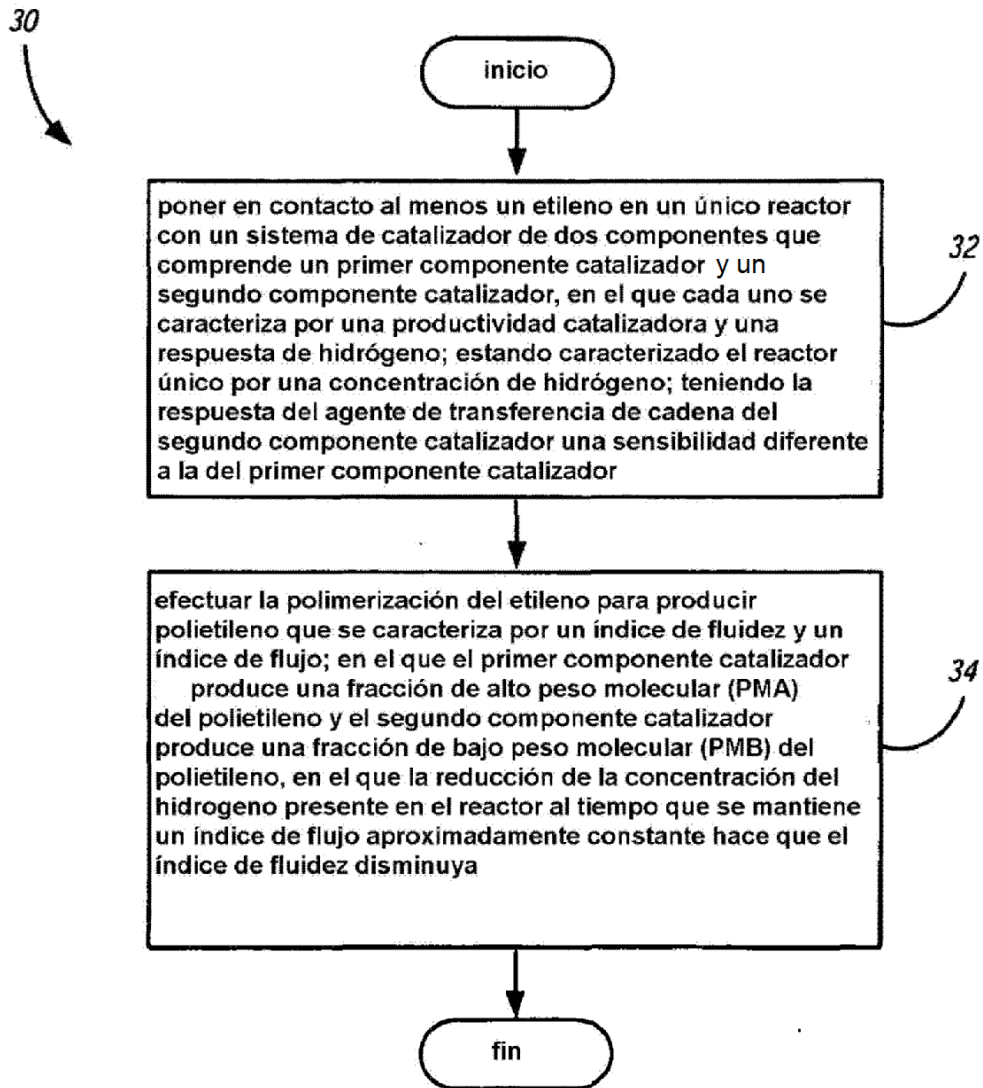 30
inicio
poner en contacto al menos un etileno en un único reactor
con un sistema de catalizador de dos componentes que
comprende un primer componente catalizador y un
segundo componente catalizador, en el que cada uno se
caracteriza por una productividad catalizadora y una
respuesta de hidrógeno; estando caracterizado el reactor
único por una concentración de hidrógeno; teniendo la
respuesta del agente de transferencia de cadena del
segundo componente catalizador una sensibilidad diferente
a la del primer componente catalizador
32
efectuar la polimerización del etileno para producir
polietileno que se caracteriza por un índice de fluidez y un
índice de flujo; en el que el primer componente catalizador
produce una fracción de alto peso molecular (PMA)
del polietileno y el segundo componente catalizador
produce una fracción de bajo peso molecular (PMB) del
polietileno, en el que la reducción de la concentración del
hidrogeno presente en el reactor al tiempo que se mantiene
un índice de flujo aproximadamente constante hace que el
índice de fluidez disminuya
34
fin